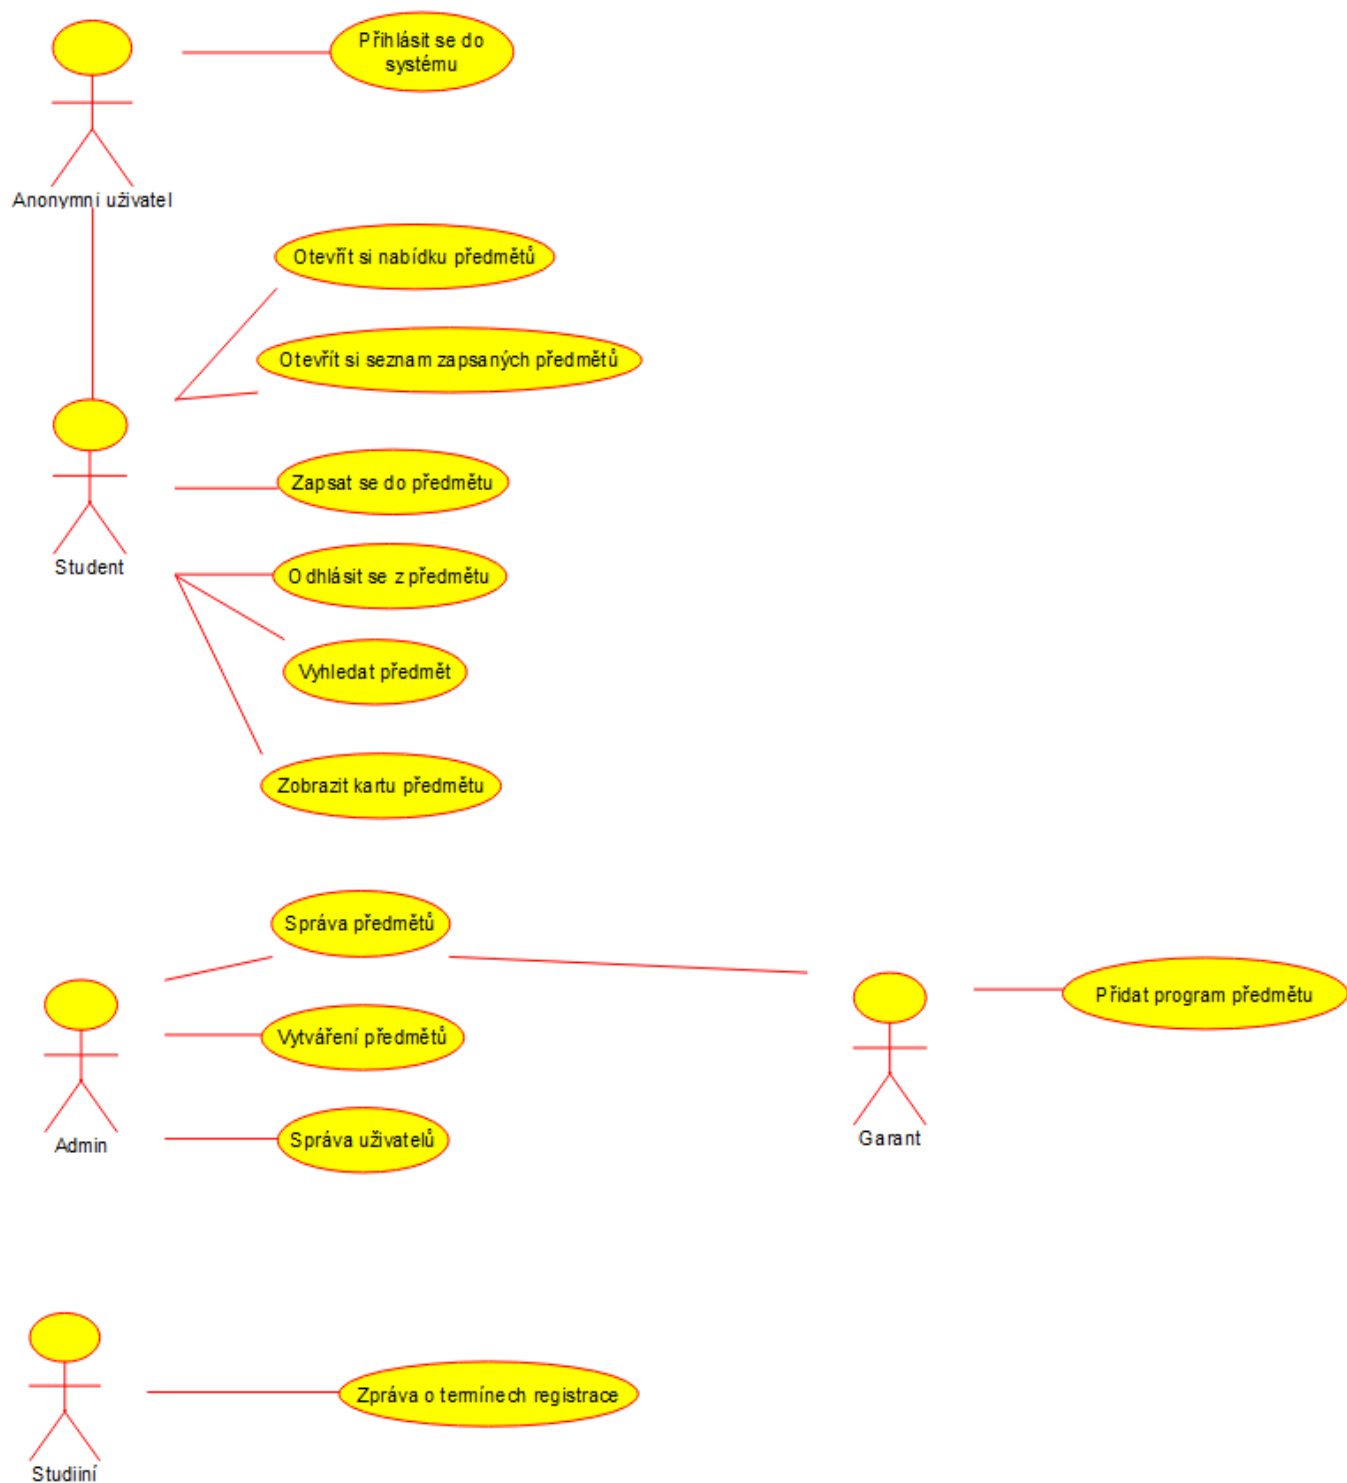 Přihlásit se do
systému
Anonymní uživatel
Otevřít si nabídku předmětů
Otevřít si seznam zapsaných předmětů
Zapsat se do předmětu
Student
Odhlásit se z předmětu
Vyhledat předmět
Zobrazit kartu předmětu
Správa předmětů
Přidat program předmětu
Vytváření předmětů
Admin
Správa uživatelů
Garant
Zpráva o termínech registrace
Studiiní